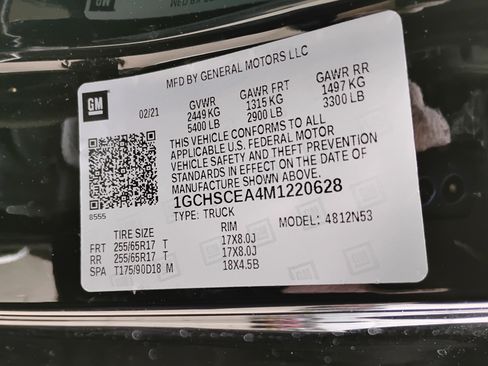 MFD BY GENERAL MOTORS LLC
GM
02/21
GVWR GAWR FRT GAWR RR
2449 KG 1315 KG 1497 KG
5400 LB 2900 LB 3300 LB
THIS VEHICLE CONFORMS TO ALL
APPLICABLE U.S. FEDERAL MOTOR
VEHICLE SAFETY AND THEFT PREVENTION
STANDARDS IN EFFECT ON THE DATE OF
MANUFACTURE SHOWN ABOVE.
8555
1GCHSCEA4M1220628
TYPE: TRUCK MODEL: 4812N53
TIRE SIZE RIM
FRT 255/65R17 T 17X8.0J
RR 255/65R17 T 17X8.0J
SPA T175/90D18 M 18X4.5B